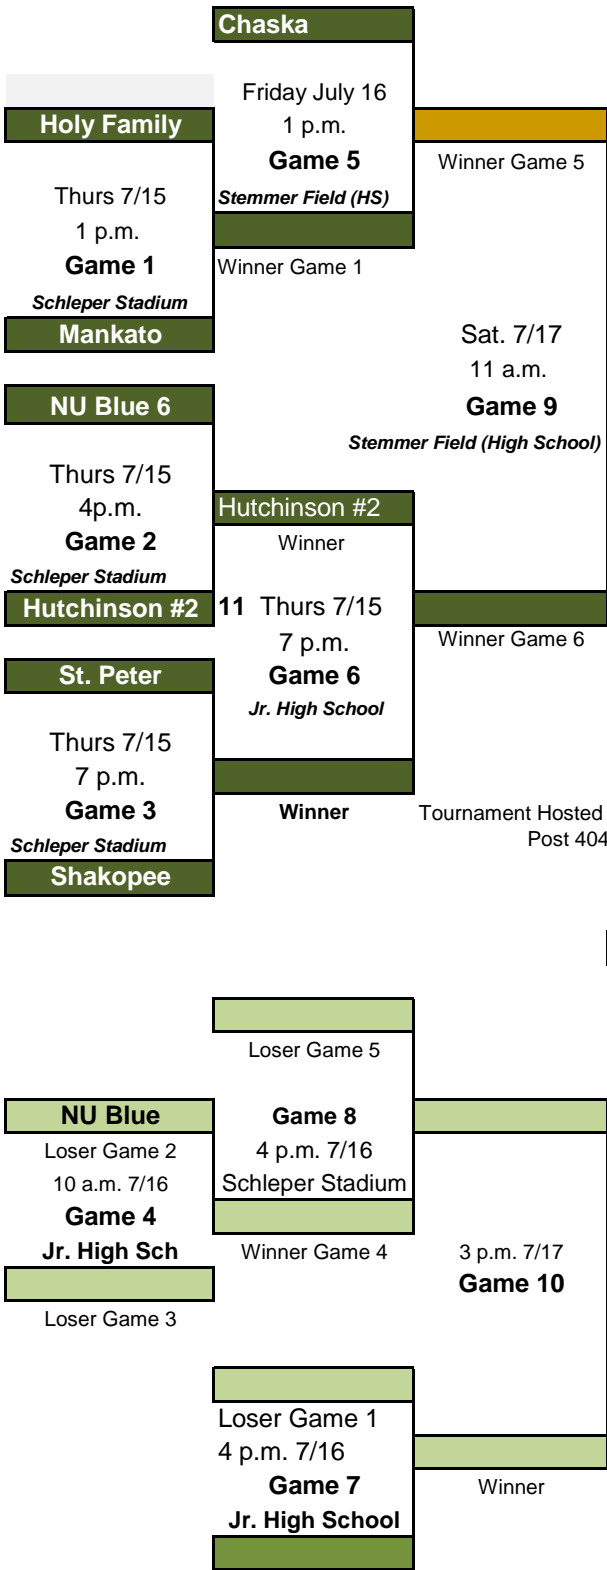 Chaska
Friday July 16
1 p.m.
Game 5
Stemmer Field (HS)
Winner Game 1
Holy Family
Thurs 7/15
1 p.m.
Game 1
Schleper Stadium
Mankato
Winner Game 5
Sat. 7/17
11 a.m.
Game 9
Stemmer Field (High School)
NU Blue 6
Thurs 7/15
4p.m.
Game 2
Schleper Stadium
Hutchinson #2 11
Hutchinson #2
Winner
Thurs 7/15
7 p.m.
Game 6
Jr. High School
Winner
Winner Game 6
St. Peter
Thurs 7/15
7 p.m.
Game 3
Schleper Stadium
Shakopee
Tournament Hosted
Post 404
Loser Game 5
Game 8
4 p.m. 7/16
Schleper Stadium
Winner Game 4
NU Blue
Loser Game 2
10 a.m. 7/16
Game 4
Jr. High Sch
Loser Game 3
3 p.m. 7/17
Game 10
Loser Game 1
4 p.m. 7/16
Game 7
Jr. High School
Winner